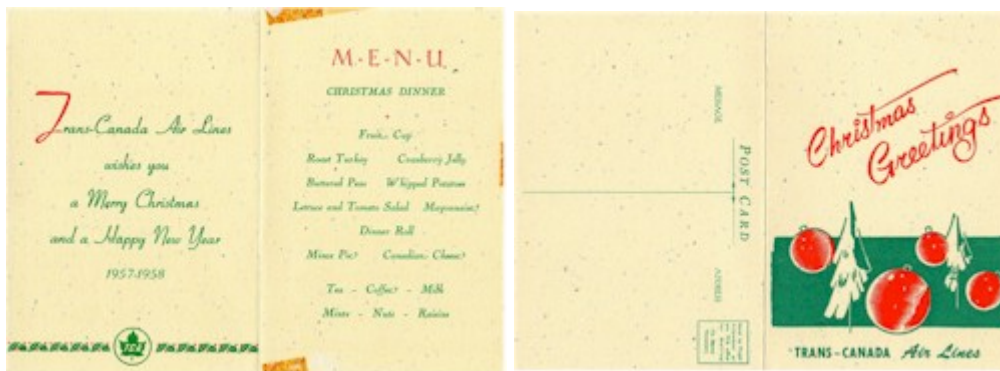 Trans-Canada Air Lines
wishes you
a Merry Christmas
and a Happy New Year
1957-1958
TCA
M·E·N·U
CHRISTMAS DINNER
Fruit Cup
Roast Turkey Cranberry Jelly
Buttered Peas Whipped Potatoes
Lettuce and Tomato Salad Mayonnaise
Dinner Roll
Mince Pie Canadian Cheese
Tea - Coffee - Milk
Mints - Nuts - Raisins
MESSAGE
POST CARD
ADDRESS
Christmas
Greetings
TRANS-CANADA Air Lines